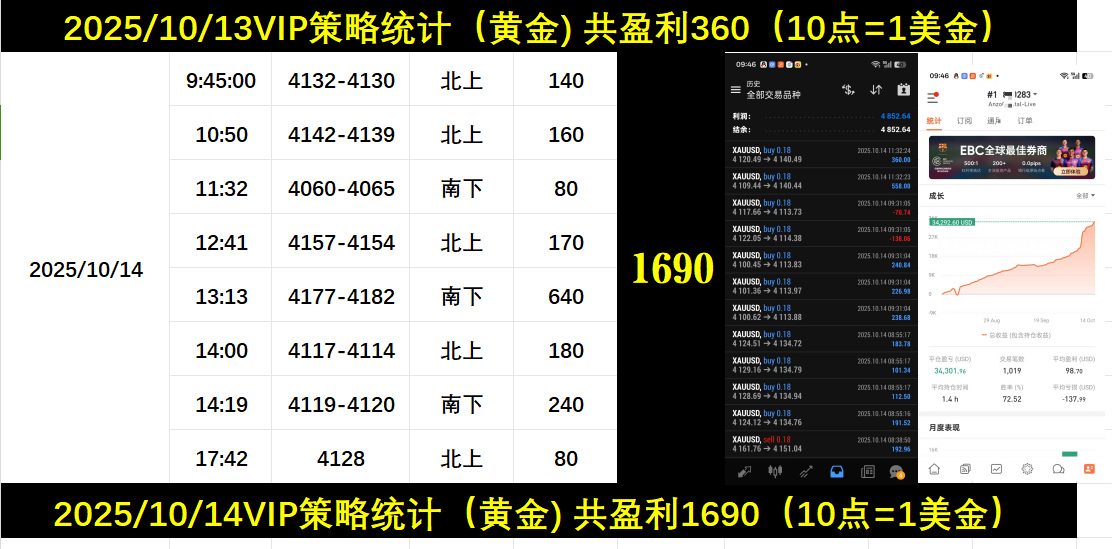 2025/10/13VIP策略统计（黄金) 共盈利360（10点=1美金）
2025/10/14
9:45:00 4132-4130 北上 140
10:50 4142-4139 北上 160
11:32 4060-4065 南下 80
12:41 4157-4154 北上 170
13:13 4177-4182 南下 640
14:00 4117-4114 北上 180
14:19 4119-4120 南下 240
17:42 4128 北上 80
1690
09:46
历史
全部交易品种
利润: 4 852.64
结余: 4 852.64
XAUUSD, buy 0.18 2025.10.14 11:32:24
4 120.49 → 4 140.49 360.00
XAUUSD, buy 0.18 2025.10.14 11:32:23
4 109.44 → 4 140.44 558.00
XAUUSD, buy 0.18 2025.10.14 09:31:05
4 117.66 → 4 113.73 -70.74
XAUUSD, buy 0.18 2025.10.14 09:31:05
4 122.05 → 4 114.38 -138.06
XAUUSD, buy 0.18 2025.10.14 09:31:04
4 100.45 → 4 113.83 240.84
XAUUSD, buy 0.18 2025.10.14 09:31:04
4 101.36 → 4 113.97 226.98
XAUUSD, buy 0.18 2025.10.14 09:31:04
4 100.62 → 4 113.88 238.68
XAUUSD, buy 0.18 2025.10.14 08:55:17
4 124.51 → 4 134.72 183.78
XAUUSD, buy 0.18 2025.10.14 08:55:17
4 129.16 → 4 134.79 101.34
XAUUSD, buy 0.18 2025.10.14 08:55:17
4 128.69 → 4 134.94 112.50
XAUUSD, buy 0.18 2025.10.14 08:55:16
4 124.12 → 4 134.76 191.52
XAUUSD, sell 0.18 2025.10.14 08:38:50
4 161.76 → 4 151.04 192.96
09:46
#1 283
tal-Live
统计 订阅 订单
EBC全球最佳券商
500:1 200+ 0.0pips
立即体验
成长 全部
34,292.60 USD
27K
18K
9K
0
-9K
29 Aug 19 Sep 14 Oct
总收益 (包含持仓收益)
平仓盈亏 (USD) 交易笔数 平均盈利 (USD)
34,301.96 1,019 98.70
平均持仓时间 胜率 (%) 平均亏损 (USD)
1.4 h 72.52 -137.99
月度表现
16K
2025/10/14VIP策略统计（黄金) 共盈利1690（10点=1美金）